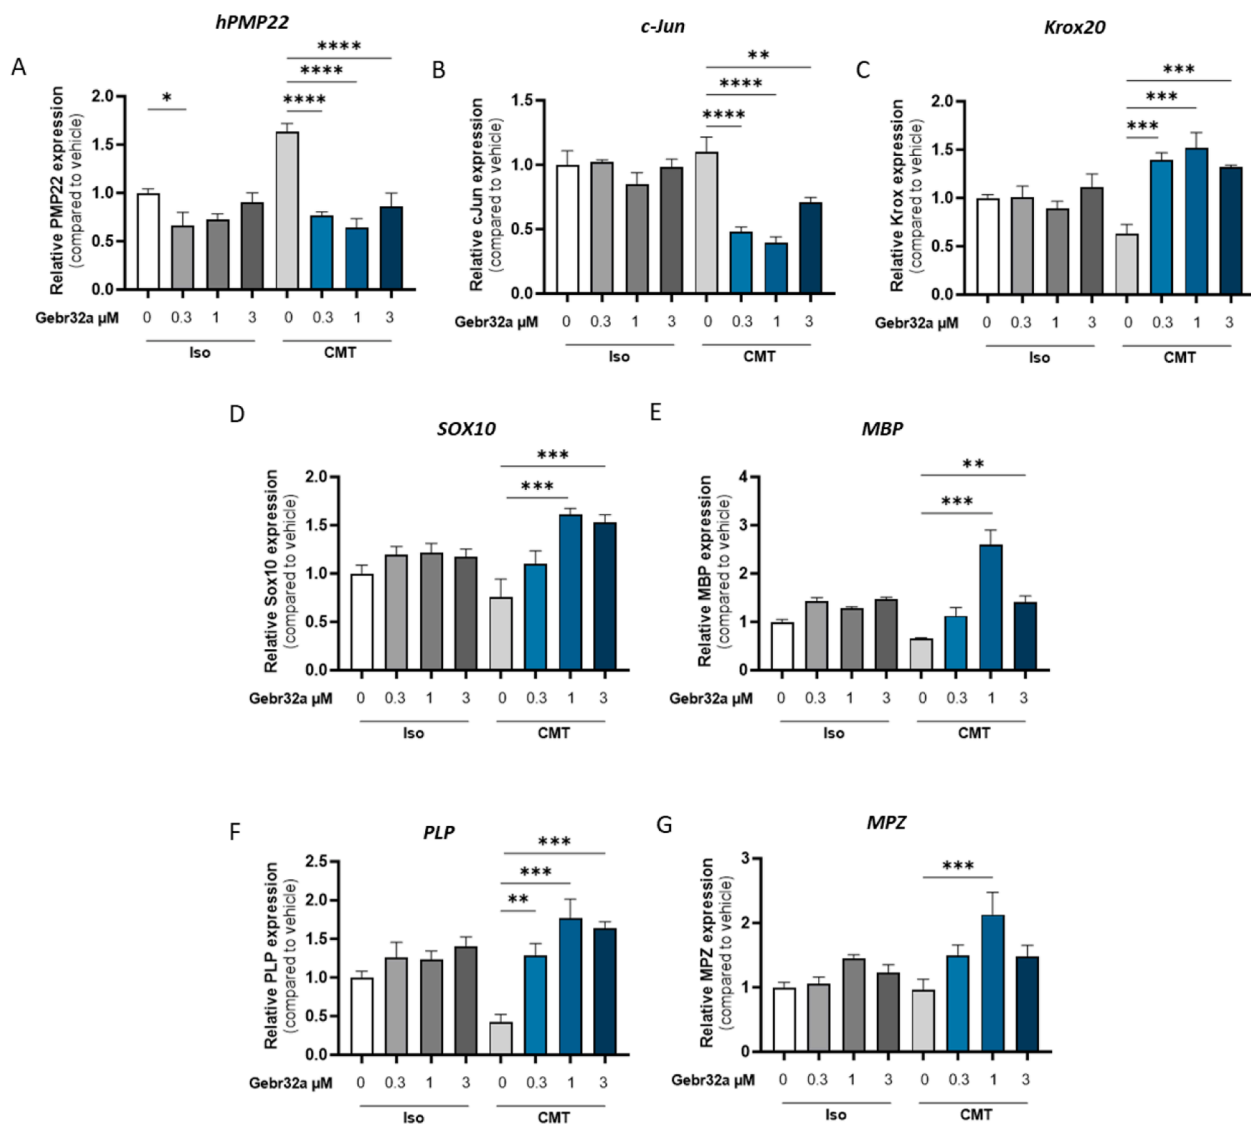 hPMP22
c-Jun
Krox20
A
B
C
Relative PMP22 expression
(compared to vehicle)
2.0
1.5
1.0
0.5
0.0
*
****
****
****
Gebr32a µM
0 0.3 1 3 0 0.3 1 3
Iso CMT
Relative cJun expression
(compared to vehicle)
1.5
1.0
0.5
0.0
**
****
****
Gebr32a µM
0 0.3 1 3 0 0.3 1 3
Iso CMT
Relative Krox expression
(compared to vehicle)
2.0
1.5
1.0
0.5
0.0
***
***
***
Gebr32a µM
0 0.3 1 3 0 0.3 1 3
Iso CMT
D
SOX10
E
MBP
Relative Sox10 expression
(compared to vehicle)
2.0
1.5
1.0
0.5
0.0
***
***
Gebr32a µM
0 0.3 1 3 0 0.3 1 3
Iso CMT
Relative MBP expression
(compared to vehicle)
4
3
2
1
0
**
***
Gebr32a µM
0 0.3 1 3 0 0.3 1 3
Iso CMT
F
PLP
G
MPZ
Relative PLP expression
(compared to vehicle)
2.5
2.0
1.5
1.0
0.5
0.0
***
***
**
Gebr32a µM
0 0.3 1 3 0 0.3 1 3
Iso CMT
Relative MPZ expression
(compared to vehicle)
3
2
1
0
***
Gebr32a µM
0 0.3 1 3 0 0.3 1 3
Iso CMT